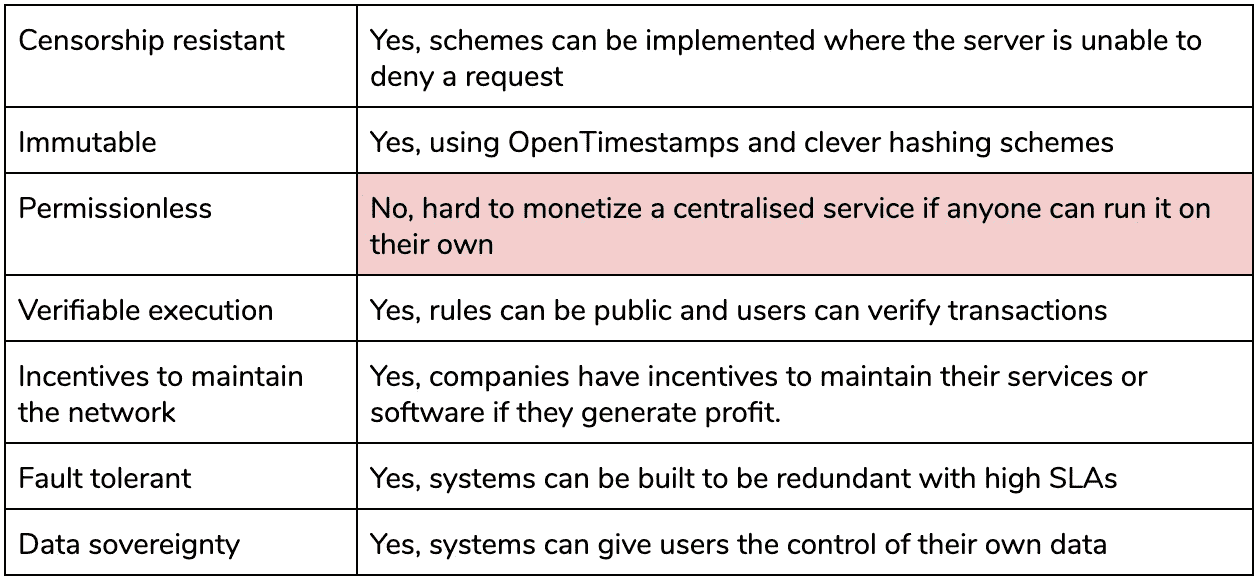 Censorship resistant
Yes, schemes can be implemented where the server is unable to
deny a request
Immutable
Yes, using OpenTimestamps and clever hashing schemes
Permissionless
No, hard to monetize a centralised service if anyone can run it on
their own
Verifiable execution
Yes, rules can be public and users can verify transactions
Incentives to maintain
the network
Yes, companies have incentives to maintain their services or
software if they generate profit.
Fault tolerant
Yes, systems can be built to be redundant with high SLAs
Data sovereignty
Yes, systems can give users the control of their own data